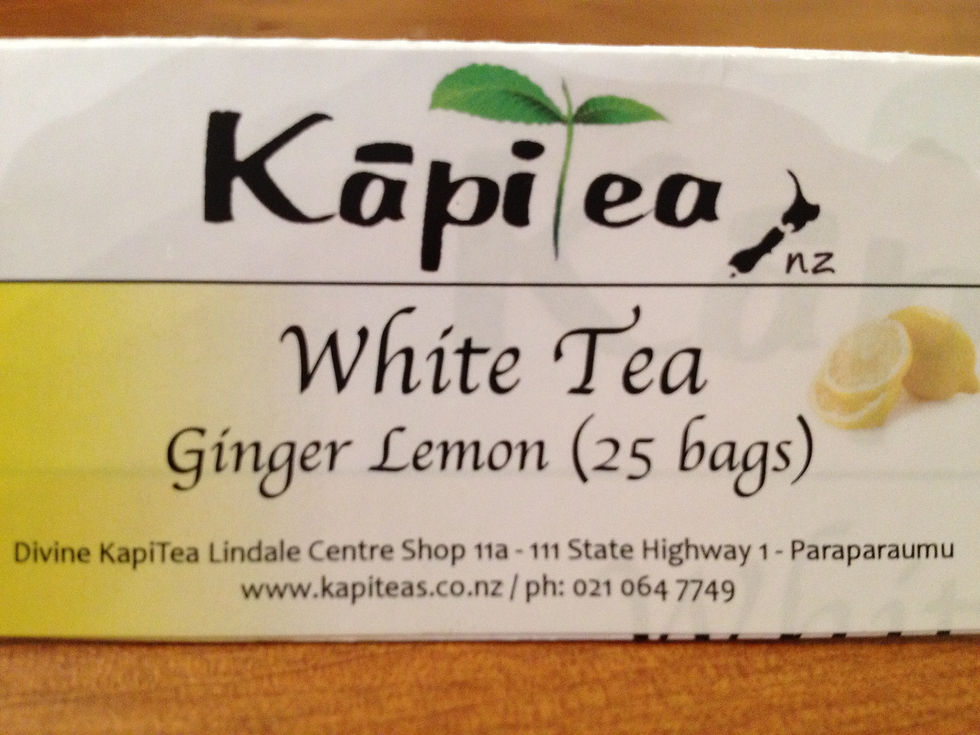 KāpiTea
nz
White Tea
Ginger Lemon (25 bags)
Divine KapiTea Lindale Centre Shop 11a - 111 State Highway 1 - Paraparaumu
www.kapiteas.co.nz / ph: 021 064 7749